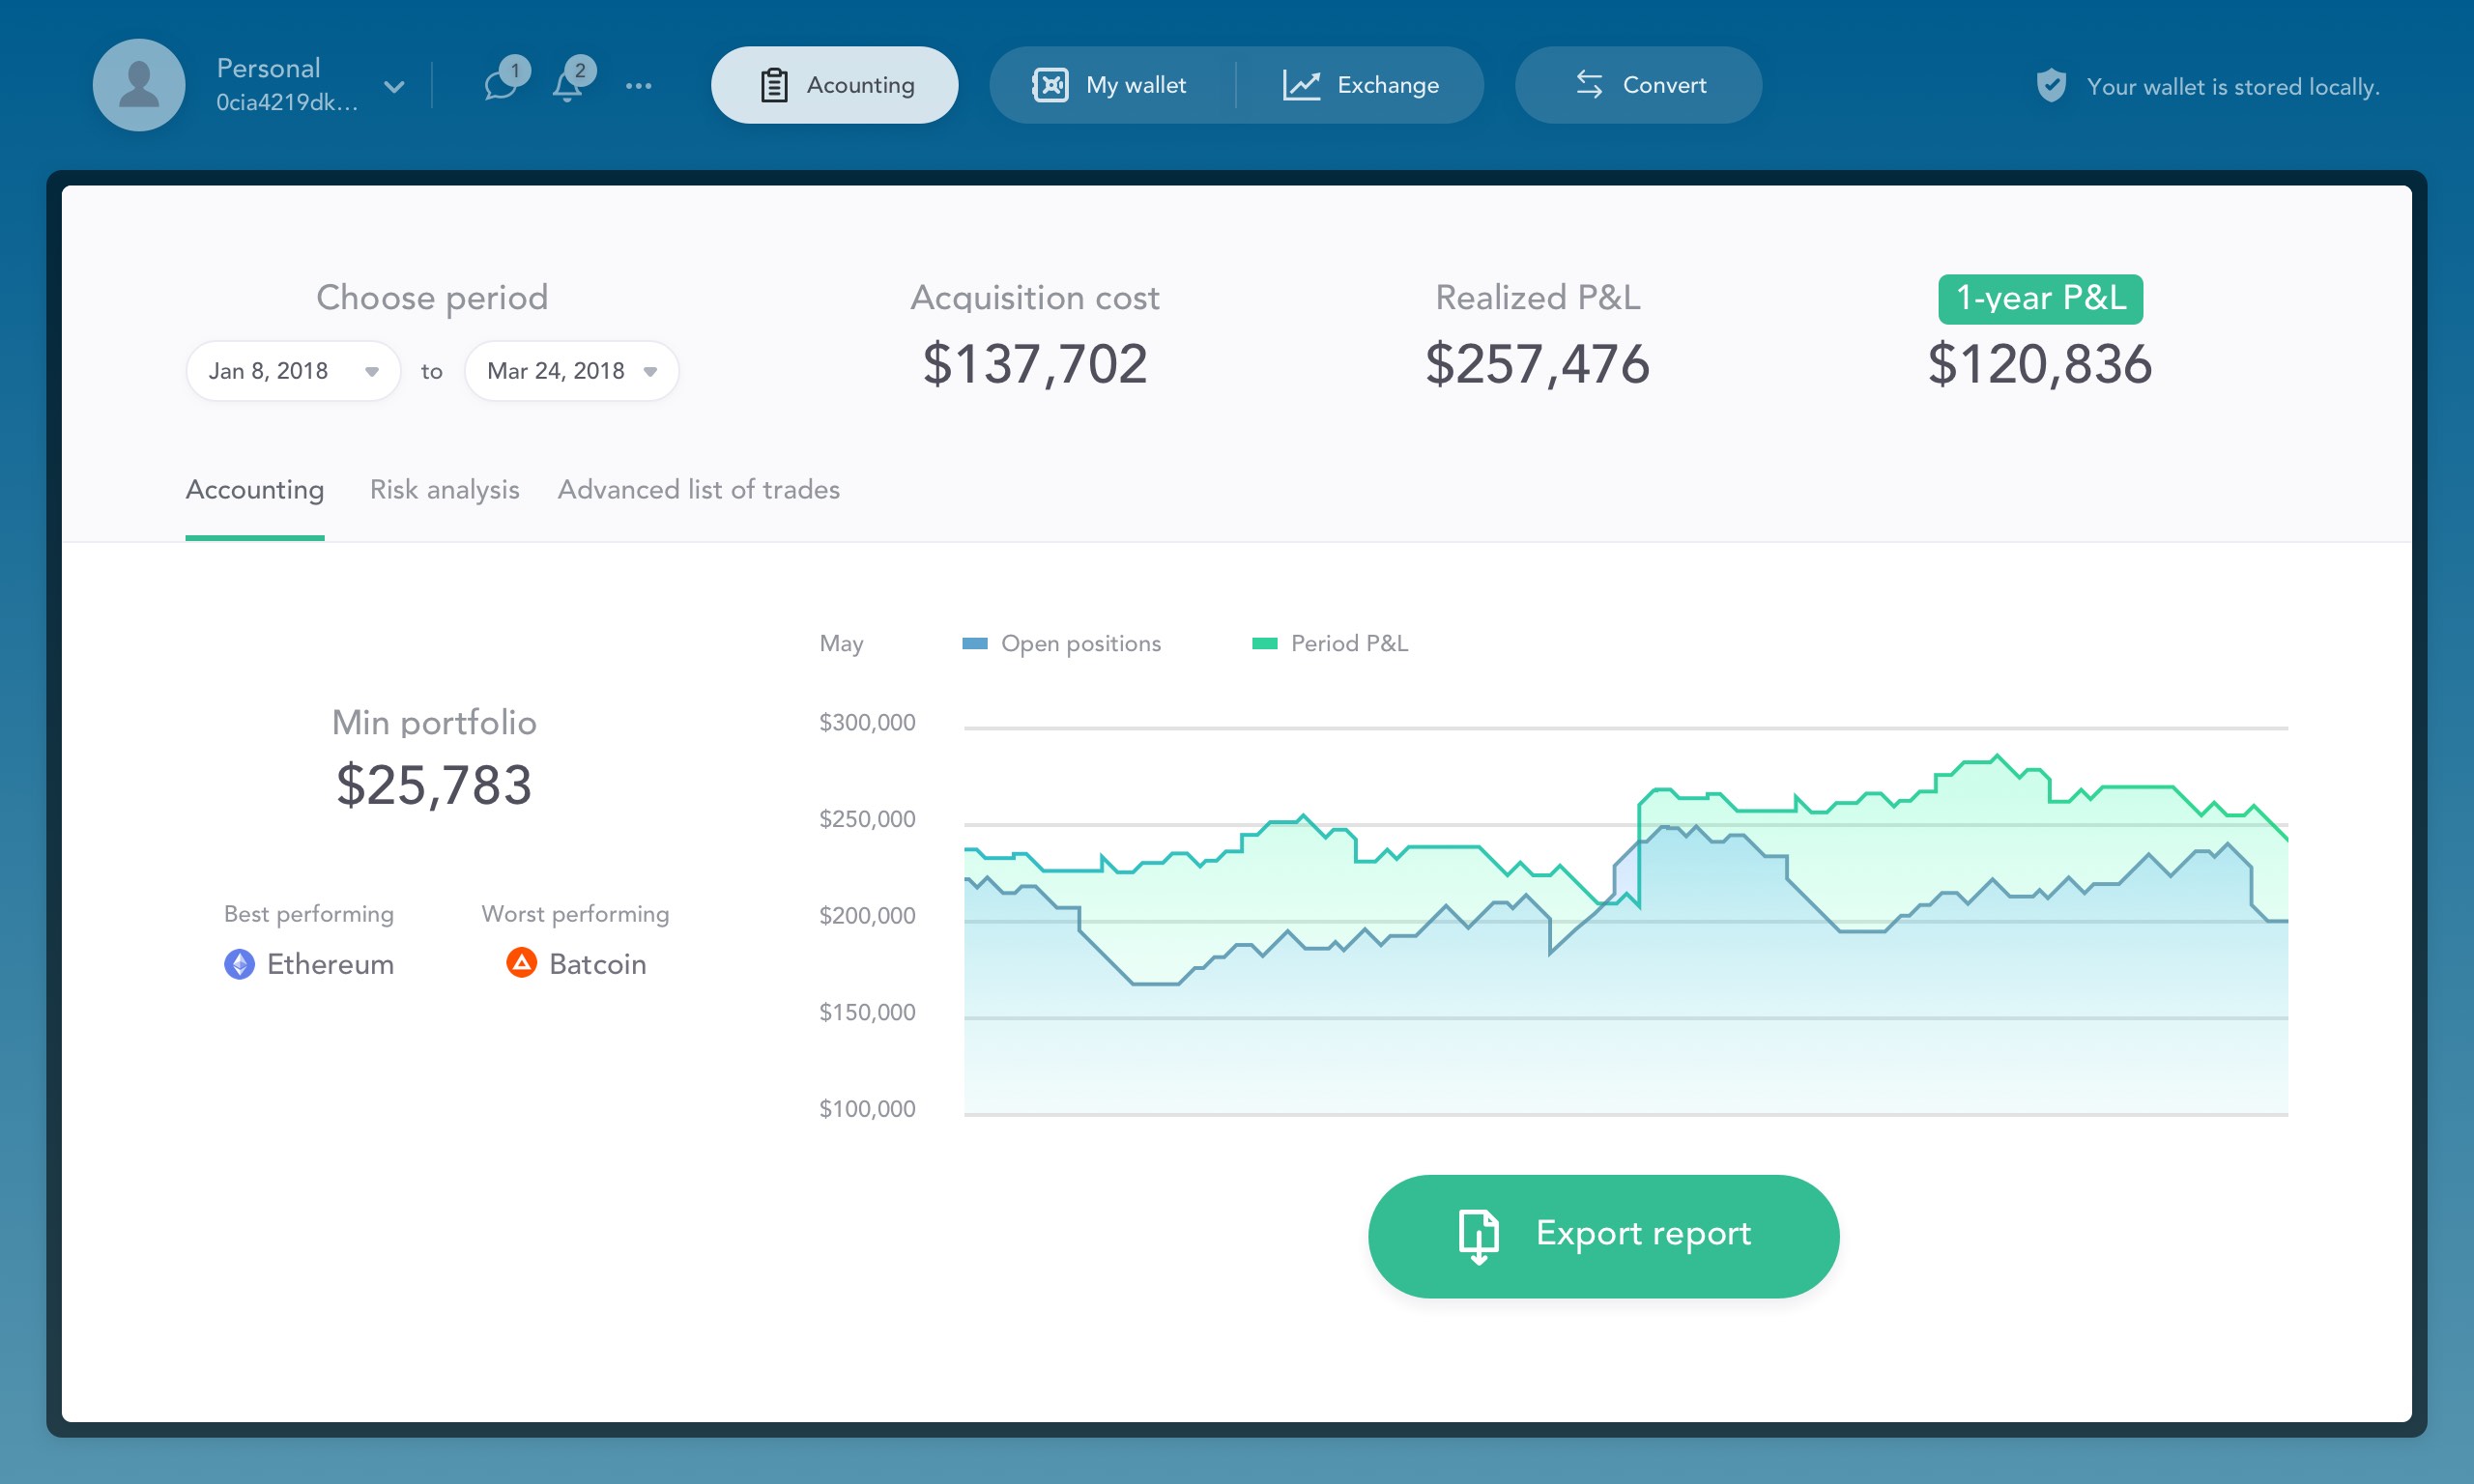 Personal
0cia4219dk...
1
2
Acounting
My wallet
Exchange
Convert
Your wallet is stored locally.
Choose period
Jan 8, 2018
to
Mar 24, 2018
Acquisition cost
$137,702
Realized P&L
$257,476
1-year P&L
$120,836
Accounting
Risk analysis
Advanced list of trades
Min portfolio
$25,783
Best performing
Ethereum
Worst performing
Batcoin
May
Open positions
Period P&L
$300,000
$250,000
$200,000
$150,000
$100,000
Export report